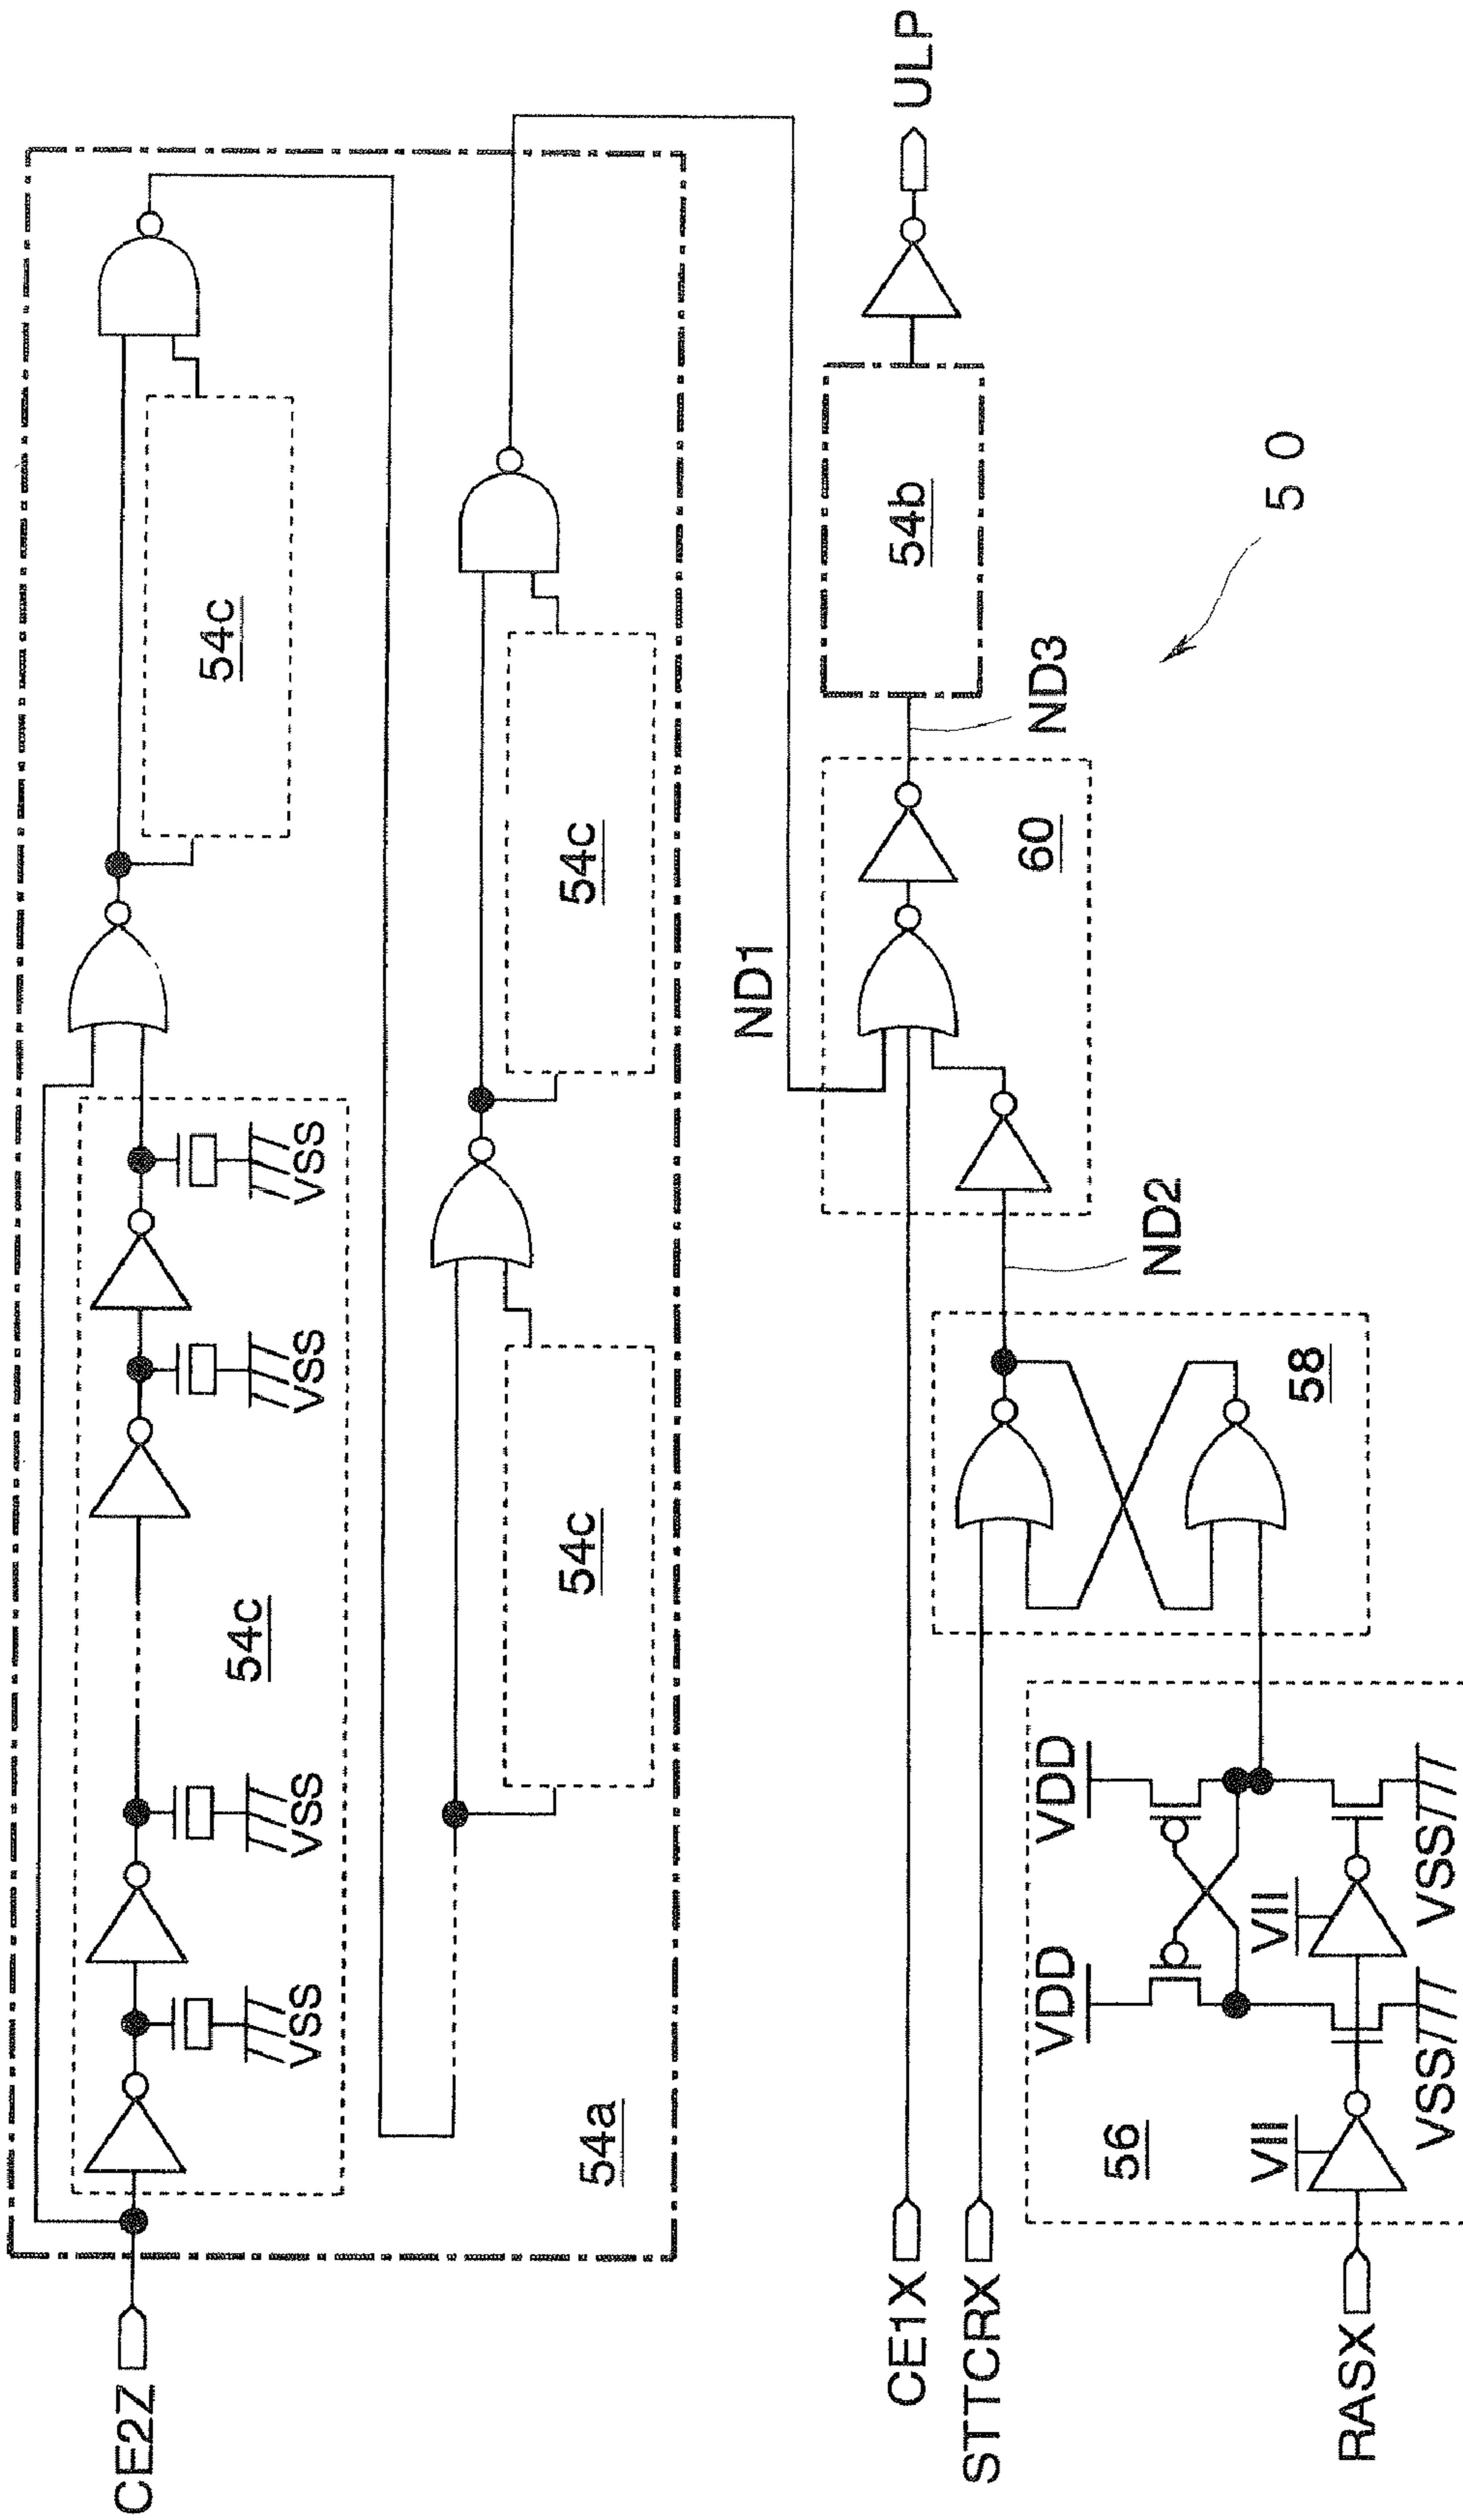 CE2Z
54c
VSS
VSS
VSS
VSS
54c
54a
54c
54c
ND1
CE1X
STTCRX
RASX
56
VII
VII
VDD
VDD
VSS
VSS
58
ND2
60
ND3
54b
ULP
50